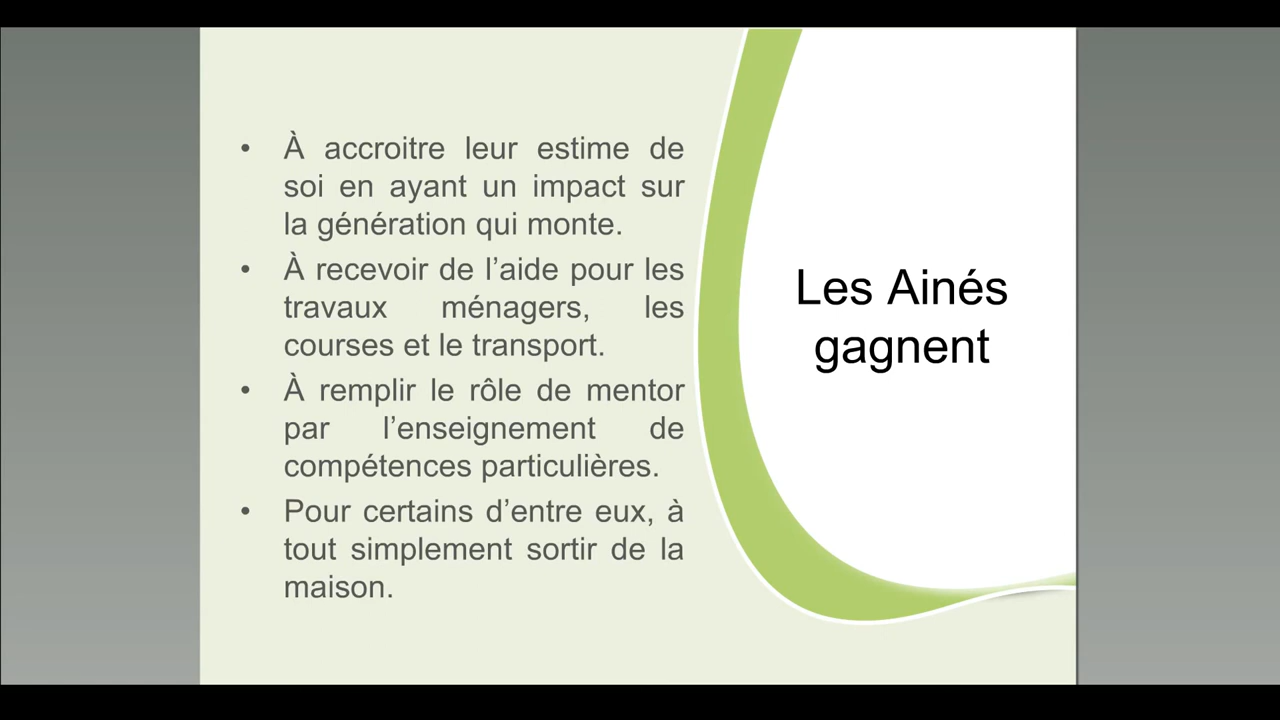 • À accroitre leur estime de
soi en ayant un impact sur
la génération qui monte.
• À recevoir de l’aide pour les
travaux ménagers, les
courses et le transport.
• À remplir le rôle de mentor
par l’enseignement de
compétences particulières.
• Pour certains d’entre eux, à
tout simplement sortir de la
maison.
Les Ainés
gagnent